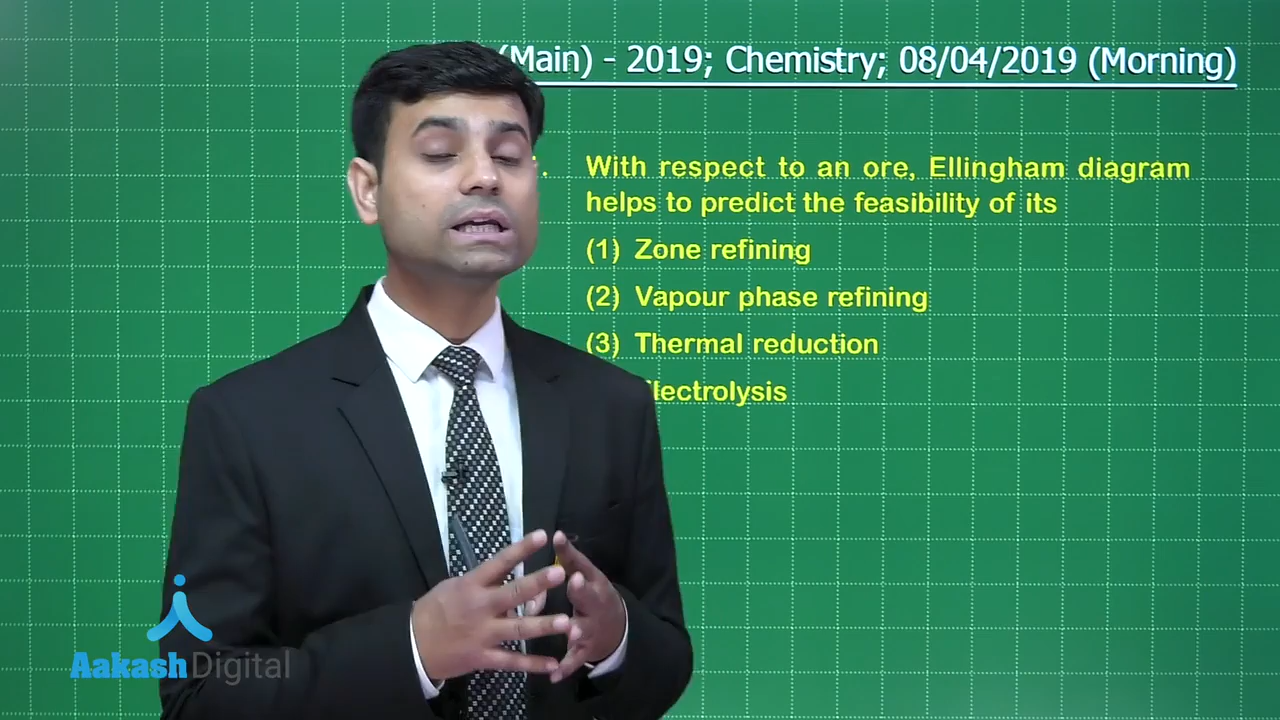 (Main) - 2019; Chemistry; 08/04/2019 (Morning)
With respect to an ore, Ellingham diagram
helps to predict the feasibility of its
(1) Zone refining
(2) Vapour phase refining
(3) Thermal reduction
Electrolysis
Aakash Digital